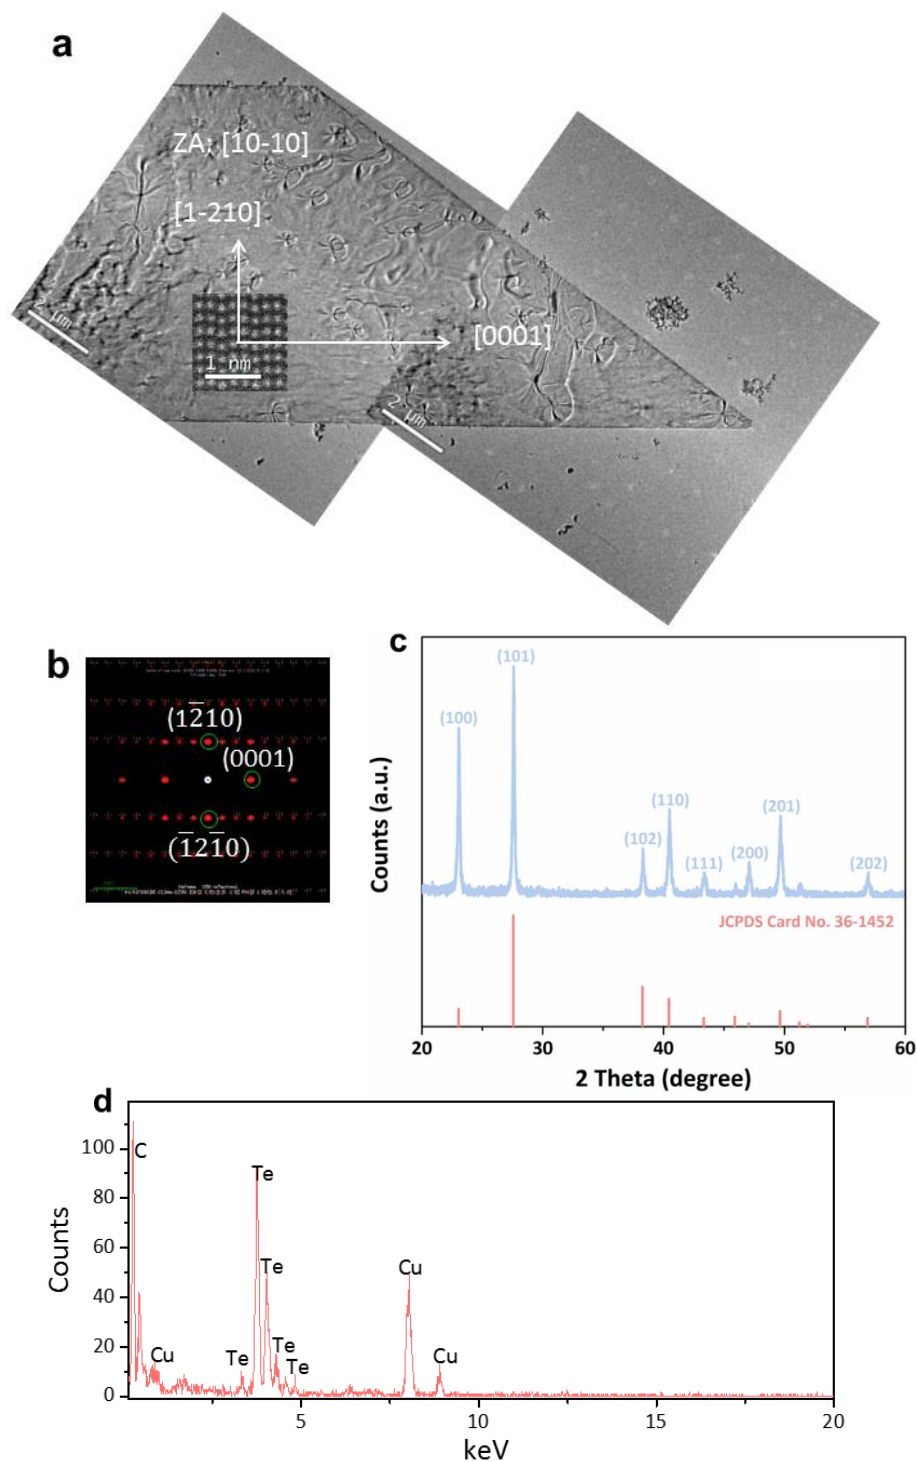 a
ZA: [10-10]
[1-210]
[0001]
1 nm
2 μm
2 μm
b
(1̅2̅10)
(0001)
(1̅2̅1̅0)
c
(101)
(100)
(110)
(201)
(102)
(111)
(200)
(202)
Counts (a.u.)
JCPDS Card No. 36-1452
20
30
40
50
60
2 Theta (degree)
d
100
80
60
40
20
0
Counts
C
Cu
Te
Te
Te
Te
Te
Cu
Cu
5
10
15
20
keV